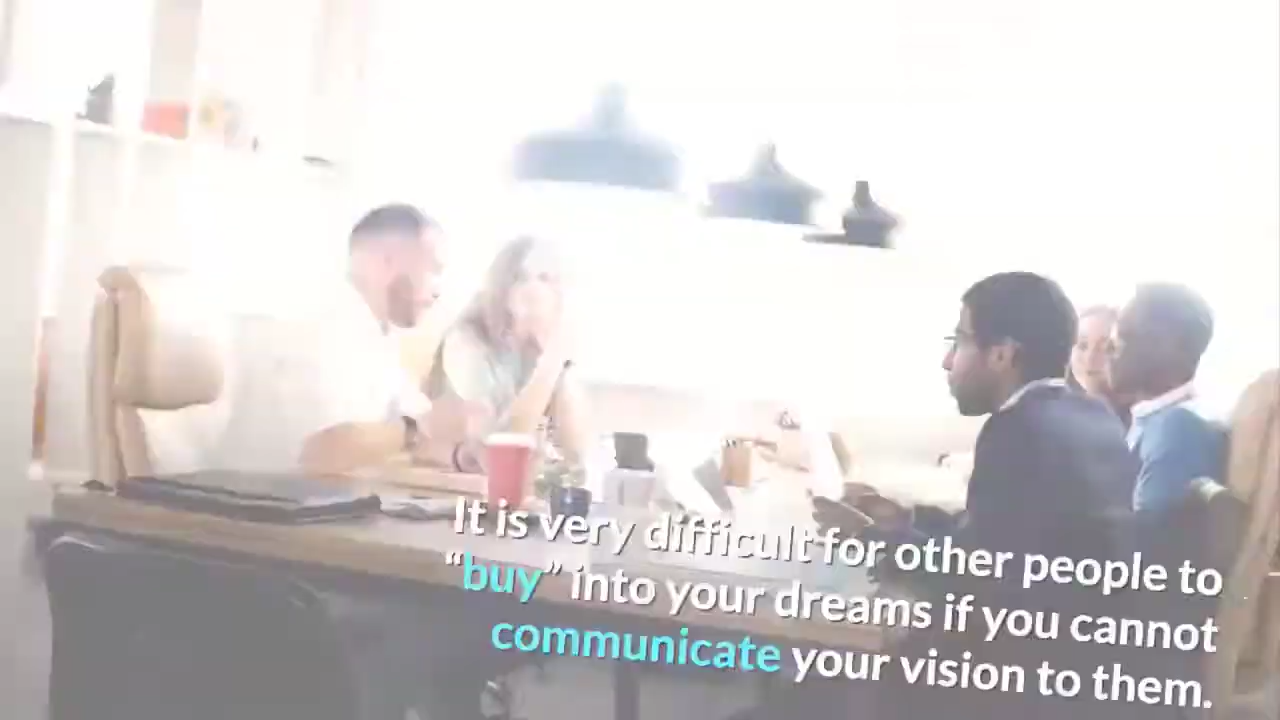 It is very difficult for other people to
“buy” into your dreams if you cannot
communicate your vision to them.